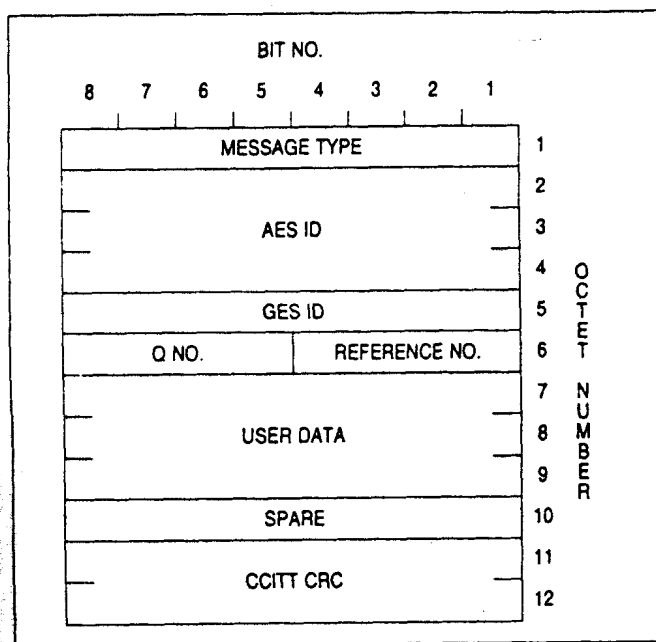 BIT NO.
8 7 6 5 4 3 2 1
MESSAGE TYPE 1
2
AES ID 3
4
GES ID 5
Q NO. REFERENCE NO. 6
7
USER DATA 8
9
SPARE 10
11
CCITT CRC
12
OCTET NUMBER